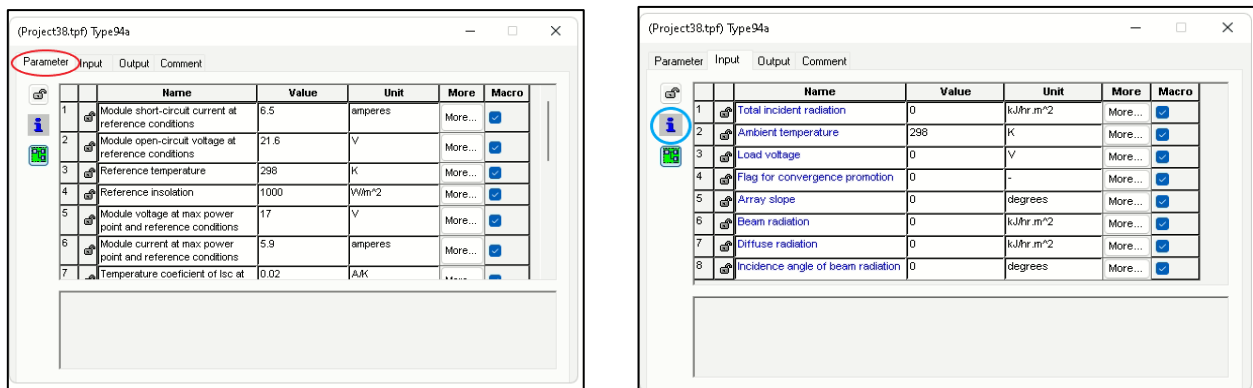 (Project38.tpf) Type94a
Parameter Input Output Comment
Name Value Unit More Macro
1 Module short-circuit current at 6.5 amperes More...
reference conditions
2 Module open-circuit voltage at 21.6 V More...
reference conditions
3 Reference temperature 298 K More...
4 Reference insolation 1000 W/m^2 More...
5 Module voltage at max power 17 V More...
point and reference conditions
6 Module current at max power 5.9 amperes More...
point and reference conditions
7 Temperature coeficient of Isc at 0.02 A/K More...
(Project38.tpf) Type94a
Parameter Input Output Comment
Name Value Unit More Macro
1 Total incident radiation 0 kJ/hr.m^2 More...
2 Ambient temperature 298 K More...
3 Load voltage 0 V More...
4 Flag for convergence promotion 0 - More...
5 Array slope 0 degrees More...
6 Beam radiation 0 kJ/hr.m^2 More...
7 Diffuse radiation 0 kJ/hr.m^2 More...
8 Incidence angle of beam radiation 0 degrees More...